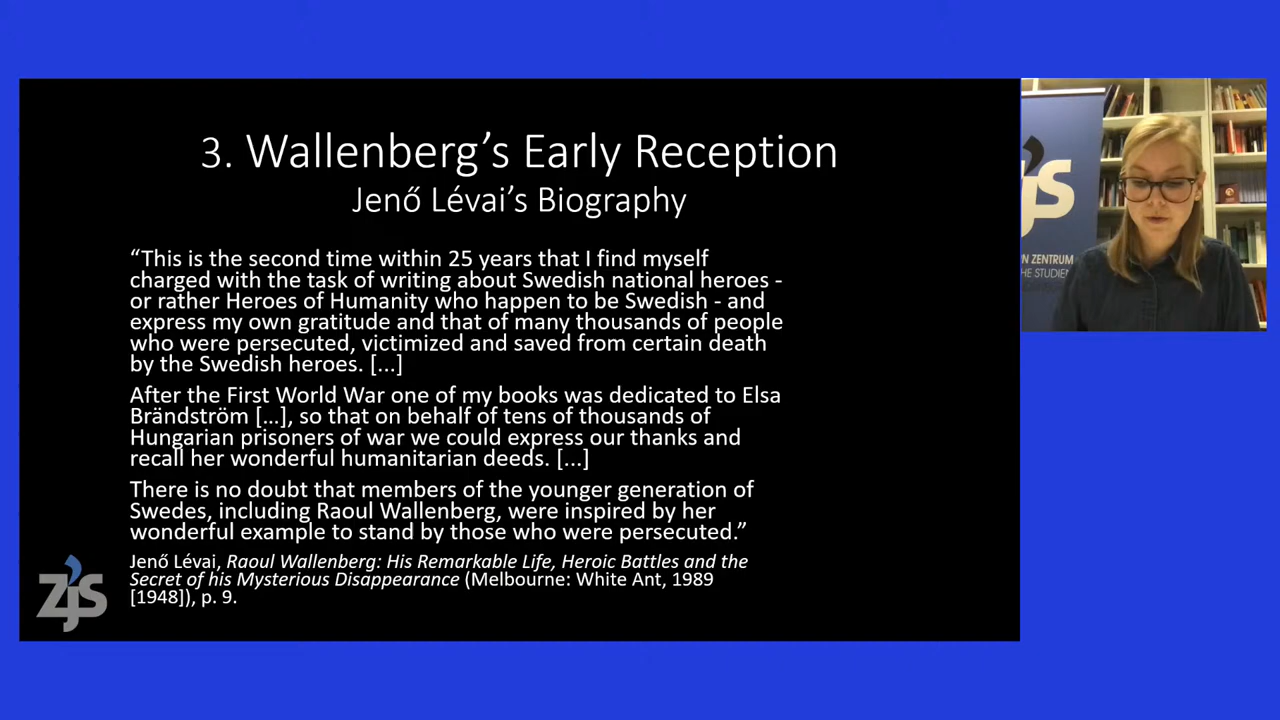 3. Wallenberg’s Early Reception
Jenő Lévai’s Biography
“This is the second time within 25 years that I find myself
charged with the task of writing about Swedish national heroes -
or rather Heroes of Humanity who happen to be Swedish - and
express my own gratitude and that of many thousands of people
who were persecuted, victimized and saved from certain death
by the Swedish heroes. [...]
After the First World War one of my books was dedicated to Elsa
Brändström […], so that on behalf of tens of thousands of
Hungarian prisoners of war we could express our thanks and
recall her wonderful humanitarian deeds. [...]
There is no doubt that members of the younger generation of
Swedes, including Raoul Wallenberg, were inspired by her
wonderful example to stand by those who were persecuted.”
Jenő Lévai, Raoul Wallenberg: His Remarkable Life, Heroic Battles and the
Secret of his Mysterious Disappearance (Melbourne: White Ant, 1989
[1948]), p. 9.
ZJS
js
RN ZENTRUM
HE STUDIEN